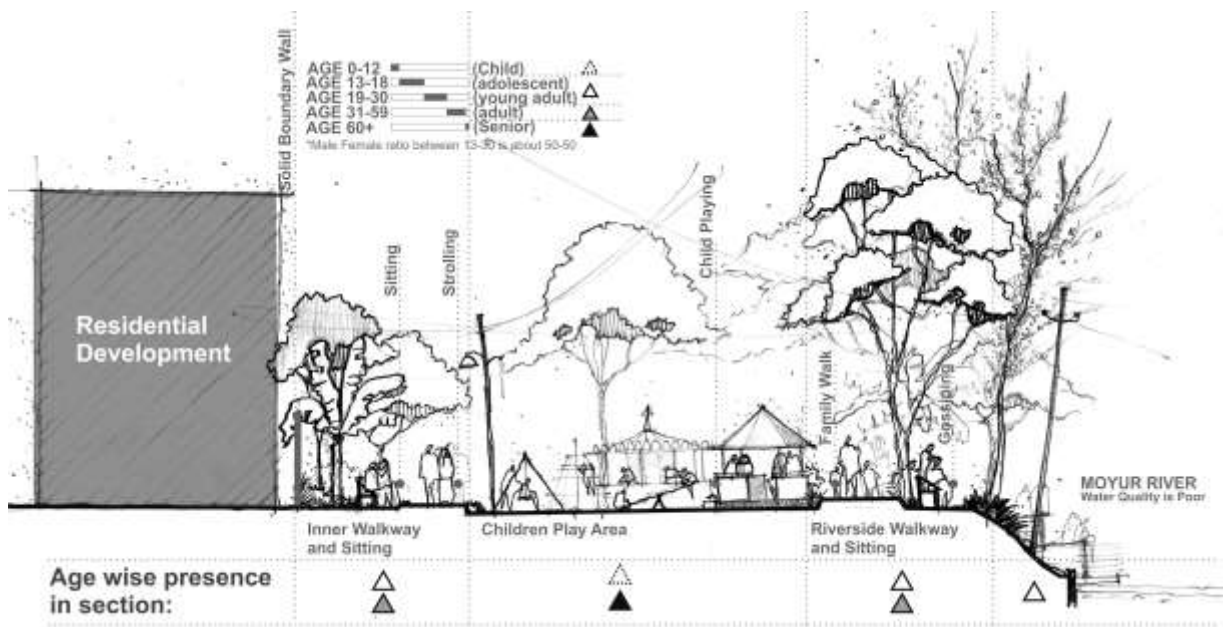 Solid Boundary Wall
AGE 0-12 (Child)
AGE 13-18 (adolescent)
AGE 19-30 (young adult)
AGE 31-59 (adult)
AGE 60+ (Senior)
*Male Female ratio between 13-30 is about 50-50
Sitting
Strolling
Child Playing
Family Walk
Gossiping
Residential
Development
MOYUR RIVER
Water Quality is Poor
Inner Walkway
and Sitting
Children Play Area
Riverside Walkway
and Sitting
Age wise presence
in section: